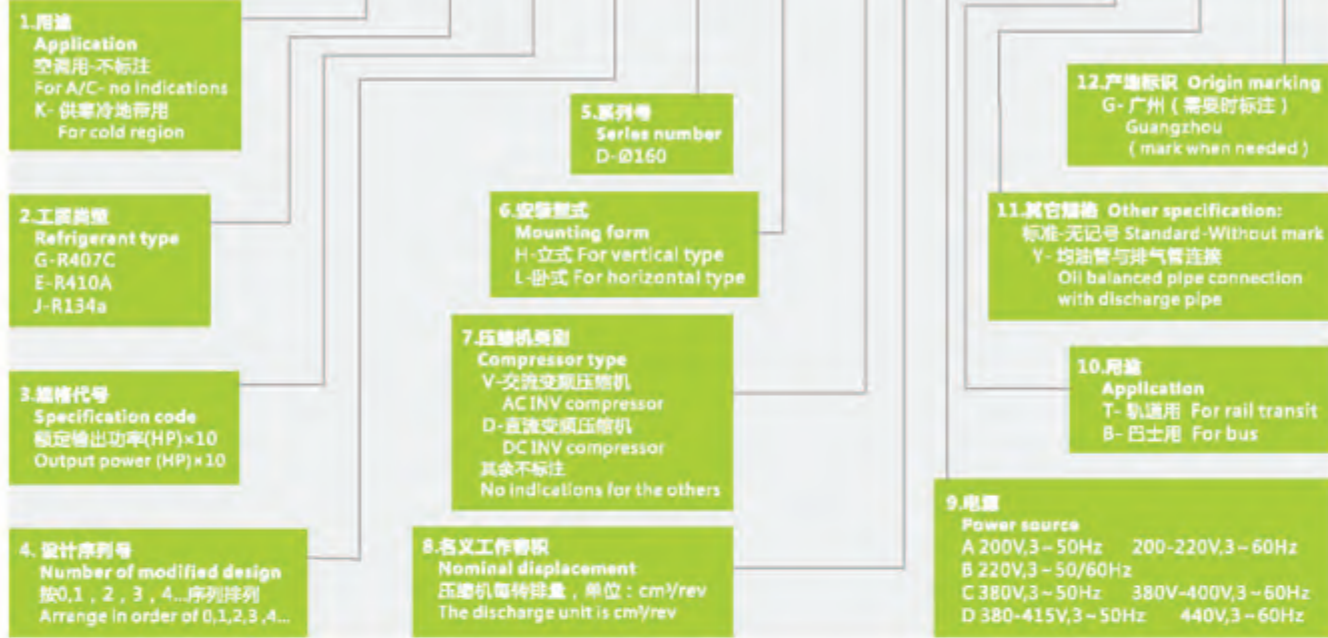 1.用途
Application
空调用-不标注
For A/C- no indications
K- 供寒冷地带用
For cold region
2.工质类型
Refrigerant type
G-R407C
E-R410A
J-R134a
3.规格代号
Specification code
额定输出功率(HP)×10
Output power (HP)×10
4. 设计序列号
Number of modified design
按0,1，2，3，4...序列排列
Arrange in order of 0,1,2,3,4...
5.系列号
Series number
D-Ø160
6.安装型式
Mounting form
H-立式 For vertical type
L-卧式 For horizontal type
7.压缩机类别
Compressor type
V-交流变频压缩机
AC INV compressor
D-直流变频压缩机
DC INV compressor
其余不标注
No indications for the others
8.名义工作容积
Nominal displacement
压缩机每转排量，单位：cm³/rev
The discharge unit is cm³/rev
12.产地标识 Origin marking
G- 广州（需要时标注）
Guangzhou
( mark when needed )
11.其它规格 Other specification:
标准-无记号 Standard-Without mark
Y- 均油管与排气管连接
Oil balanced pipe connection
with discharge pipe
10.用途
Application
T- 轨道用 For rail transit
B- 巴士用 For bus
9.电源
Power source
A 200V,3~50Hz 200-220V,3~60Hz
B 220V,3~50/60Hz
C 380V,3~50Hz 380V-400V,3~60Hz
D 380-415V,3~50Hz 440V,3~60Hz